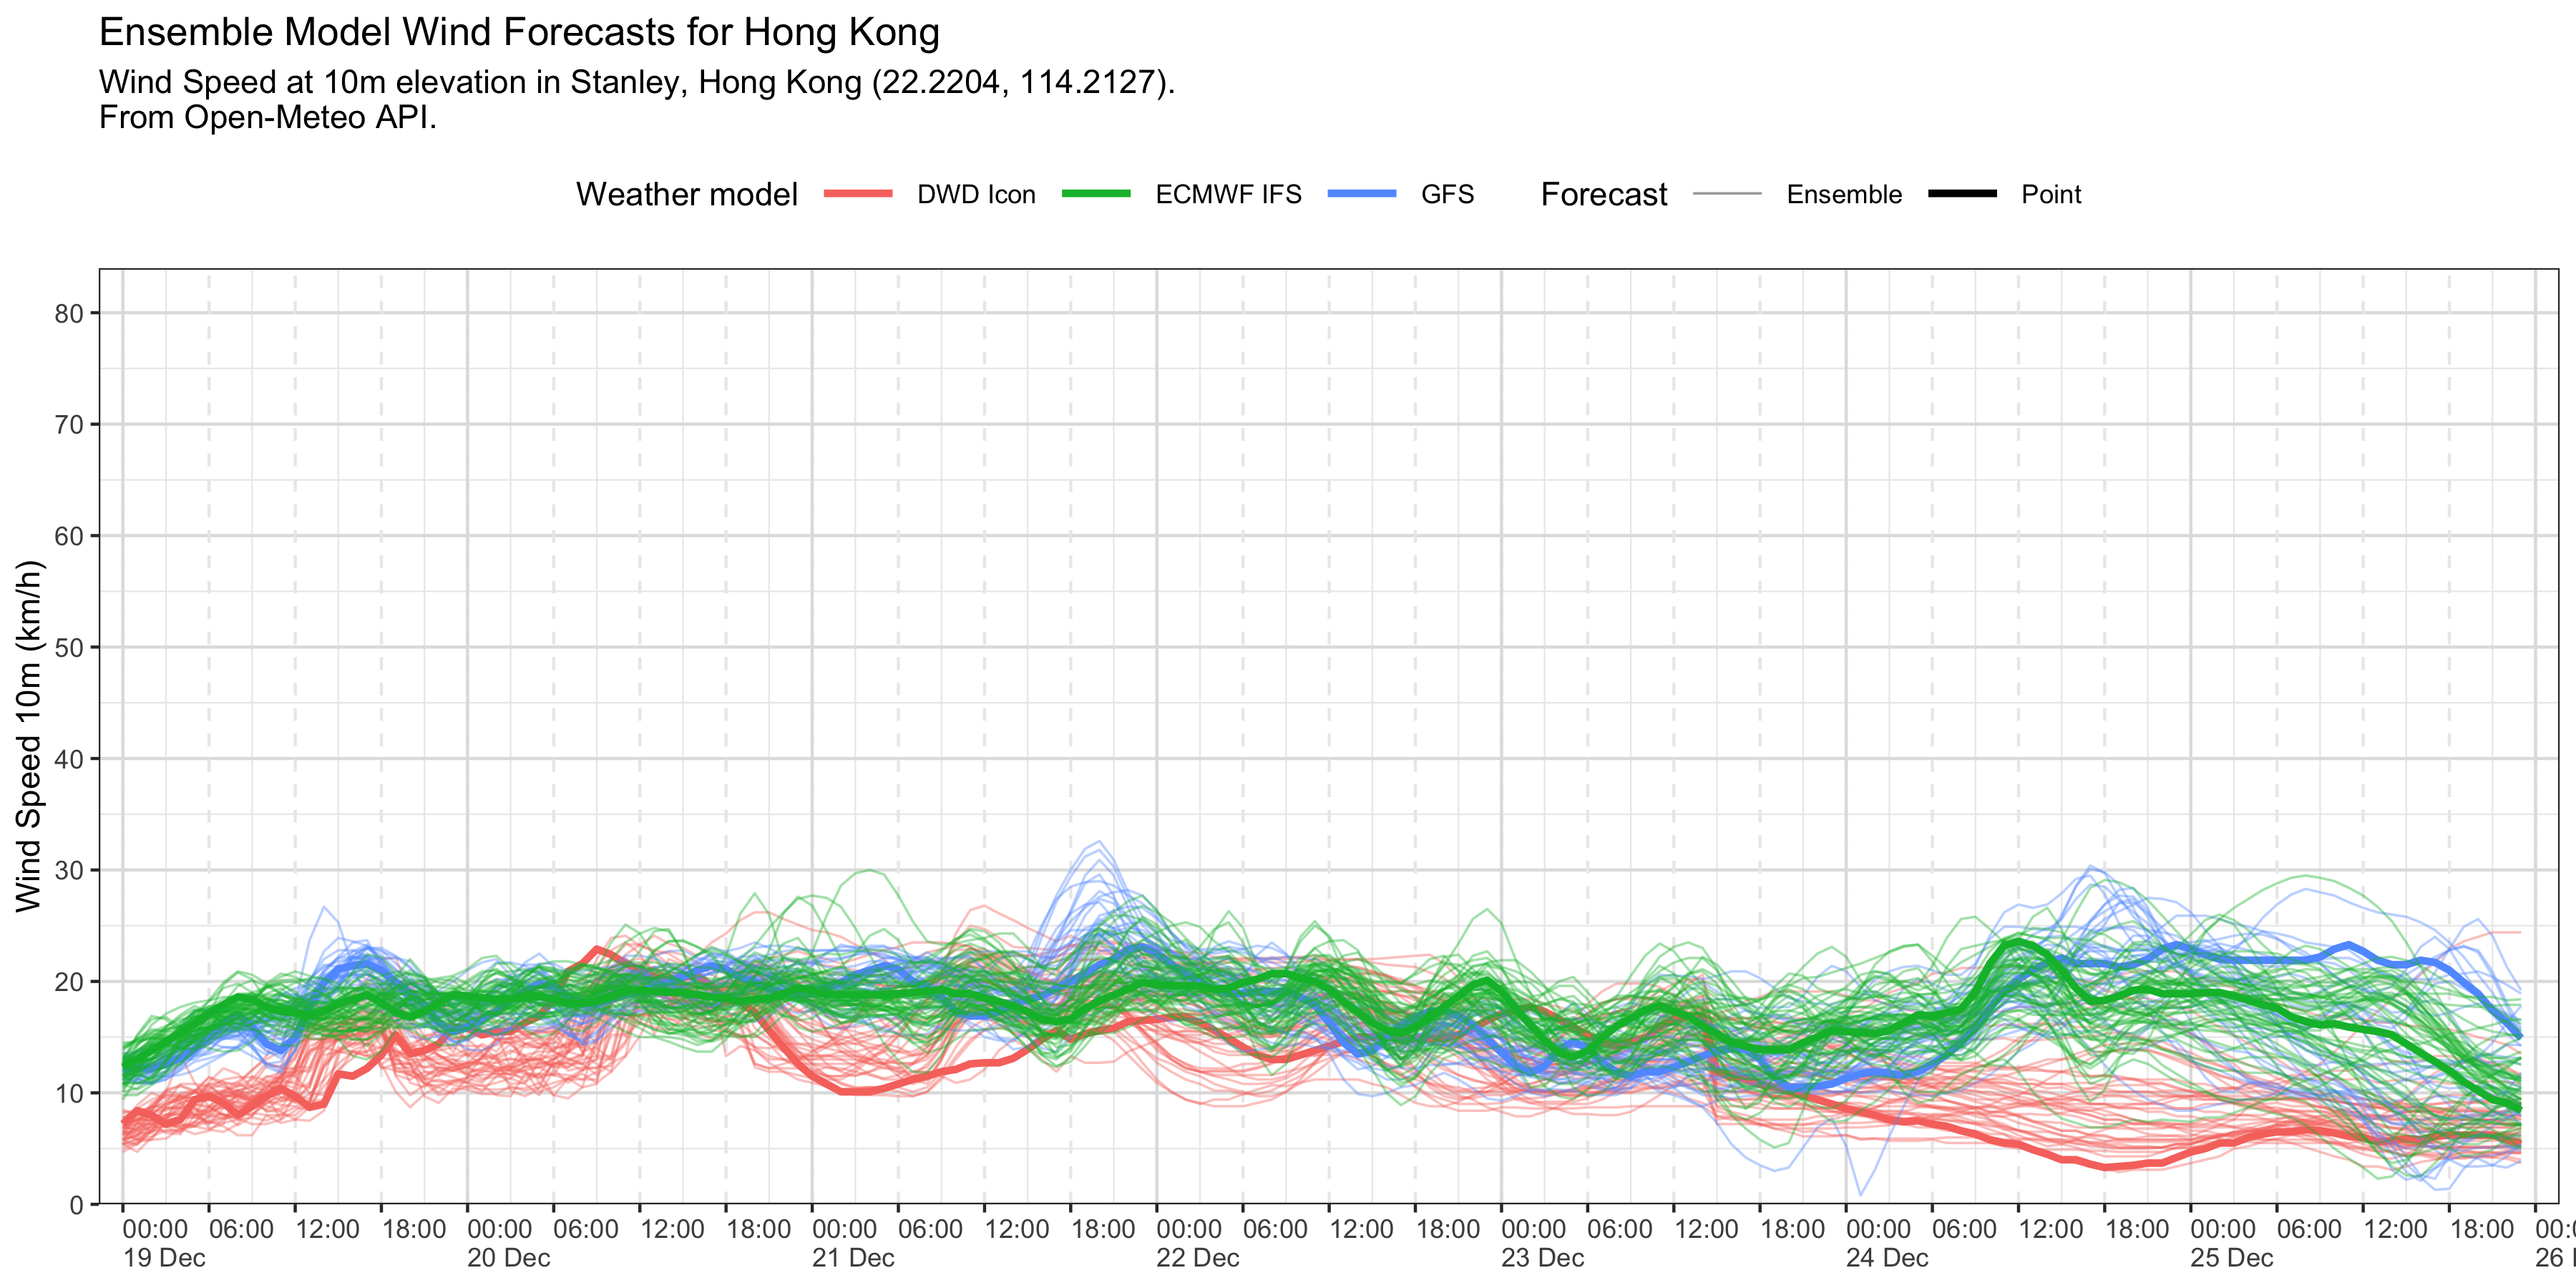 Ensemble Model Wind Forecasts for Hong Kong
Wind Speed at 10m elevation in Stanley, Hong Kong (22.2204, 114.2127).
From Open-Meteo API.
Weather model DWD Icon ECMWF IFS GFS Forecast Ensemble Point
Wind Speed 10m (km/h)
80
70
60
50
40
30
20
10
0
00:00 06:00 12:00 18:00 00:00 06:00 12:00 18:00 00:00 06:00 12:00 18:00 00:00 06:00 12:00 18:00 00:00 06:00 12:00 18:00 00:00 06:00 12:00 18:00 00:00 06:00 12:00 18:00
19 Dec 20 Dec 21 Dec 22 Dec 23 Dec 24 Dec 25 Dec 26